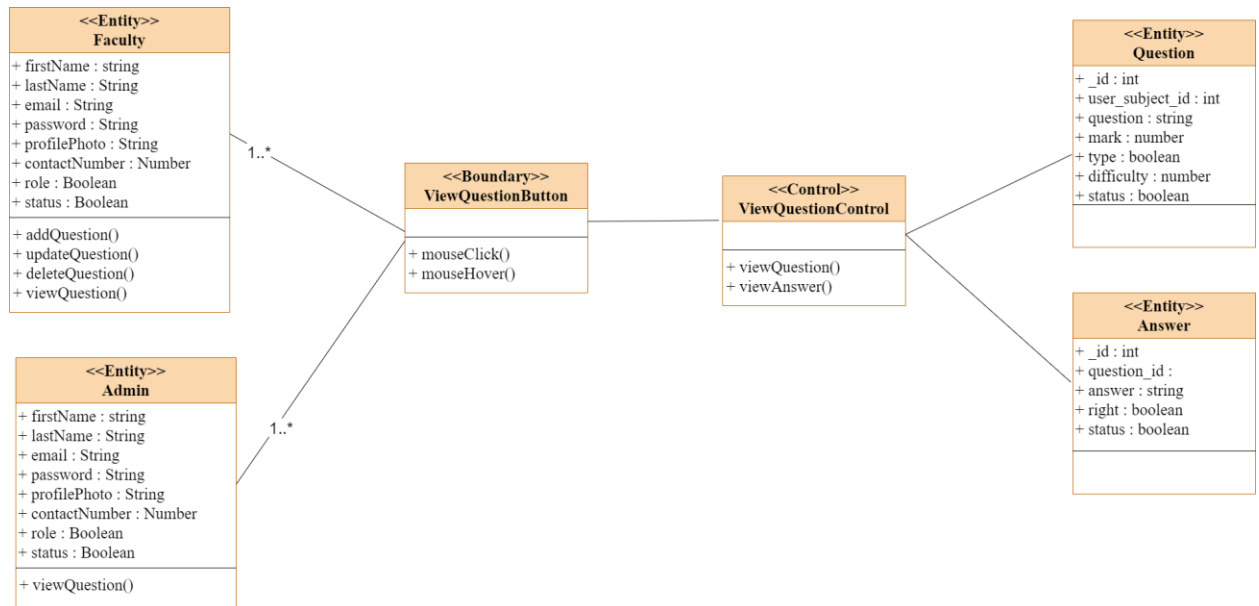 <<Entity>>
Faculty
+ firstName : string
+ lastName : String
+ email : String
+ password : String
+ profilePhoto : String
+ contactNumber : Number
+ role : Boolean
+ status : Boolean
+ addQuestion()
+ updateQuestion()
+ deleteQuestion()
+ viewQuestion()
1..*
<<Entity>>
Admin
+ firstName : string
+ lastName : String
+ email : String
+ password : String
+ profilePhoto : String
+ contactNumber : Number
+ role : Boolean
+ status : Boolean
+ viewQuestion()
1..*
<<Boundary>>
ViewQuestionButton
+ mouseClick()
+ mouseHover()
<<Control>>
ViewQuestionControl
+ viewQuestion()
+ viewAnswer()
<<Entity>>
Question
+ _id : int
+ user_subject_id : int
+ question : string
+ mark : number
+ type : boolean
+ difficulty : number
+ status : boolean
<<Entity>>
Answer
+ _id : int
+ question_id :
+ answer : string
+ right : boolean
+ status : boolean